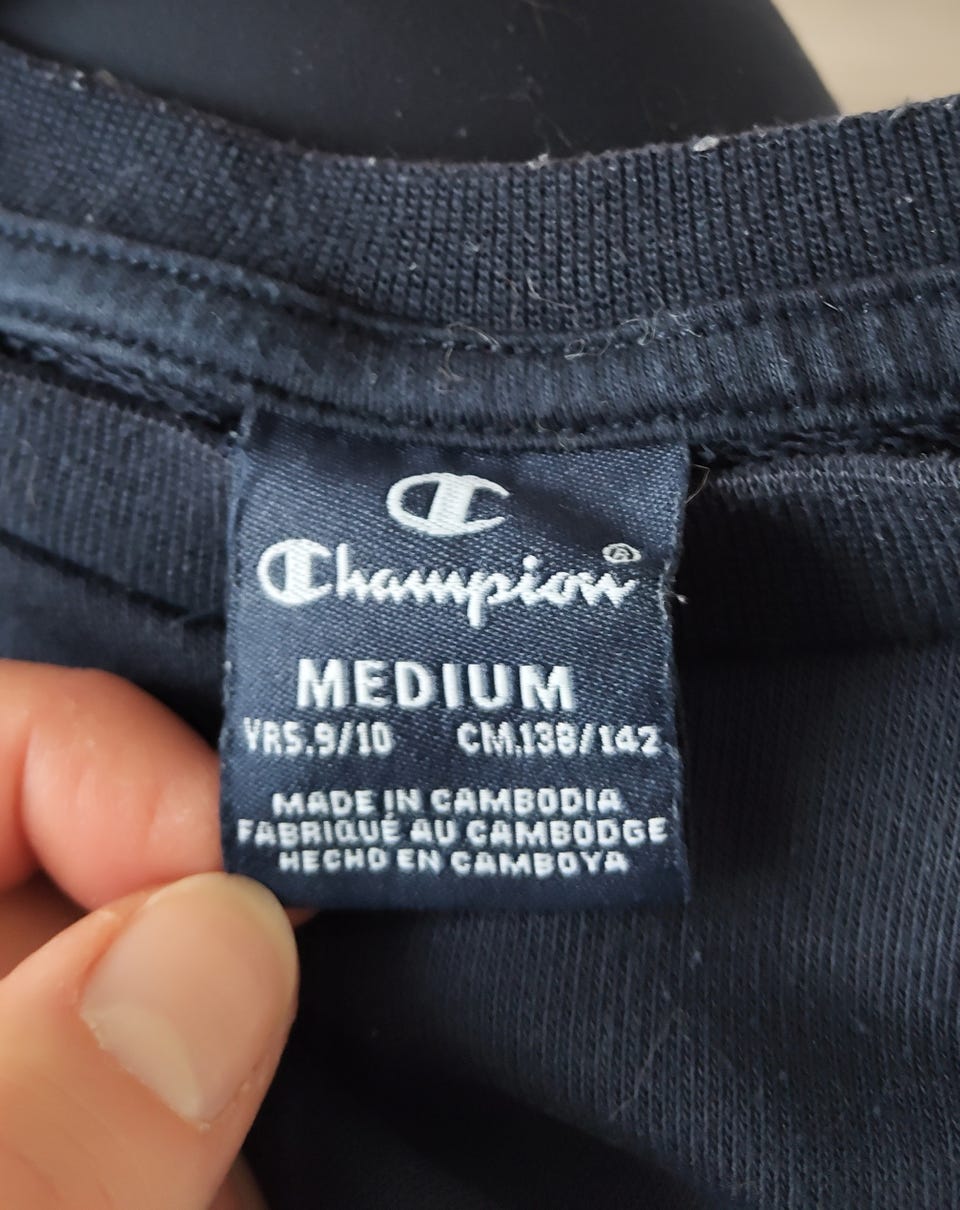 C
Champion®
MEDIUM
YRS.9/10 CM.138/142
MADE IN CAMBODIA
FABRIQUÉ AU CAMBODGE
HECHO EN CAMBOYA